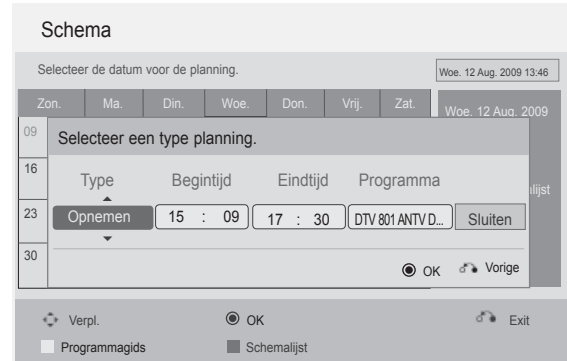 Schema
Selecteer de datum voor de planning.
Woe. 12 Aug. 2009 13:46
Zon. Ma. Din. Woe. Don. Vrij. Zat.
Woe. 12 Aug. 2009
09
Selecteer een type planning.
16
Type Begintijd Eindtijd Programma
lijst
23
Opnemen 15 : 09 17 : 30 DTV 801 ANTV D... Sluiten
30
OK Vorige
Verpl. OK Exit
Programmagids Schemalijst